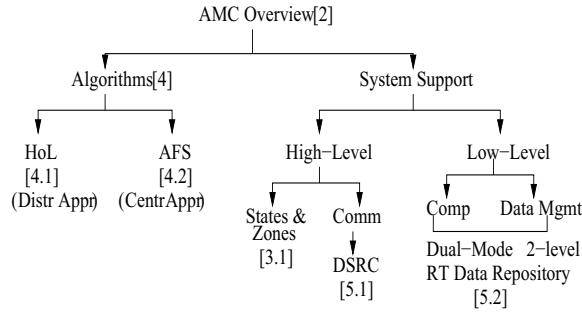 AMC Overview[2]
Algorithms[4]
System Support
HoL
[4.1]
(Distr Appr)
AFS
[4.2]
(CentrAppr)
High−Level
Low−Level
States &
Zones
[3.1]
Comm
DSRC
[5.1]
Comp
Data Mgmt
Dual−Mode 2−level
RT Data Repository
[5.2]